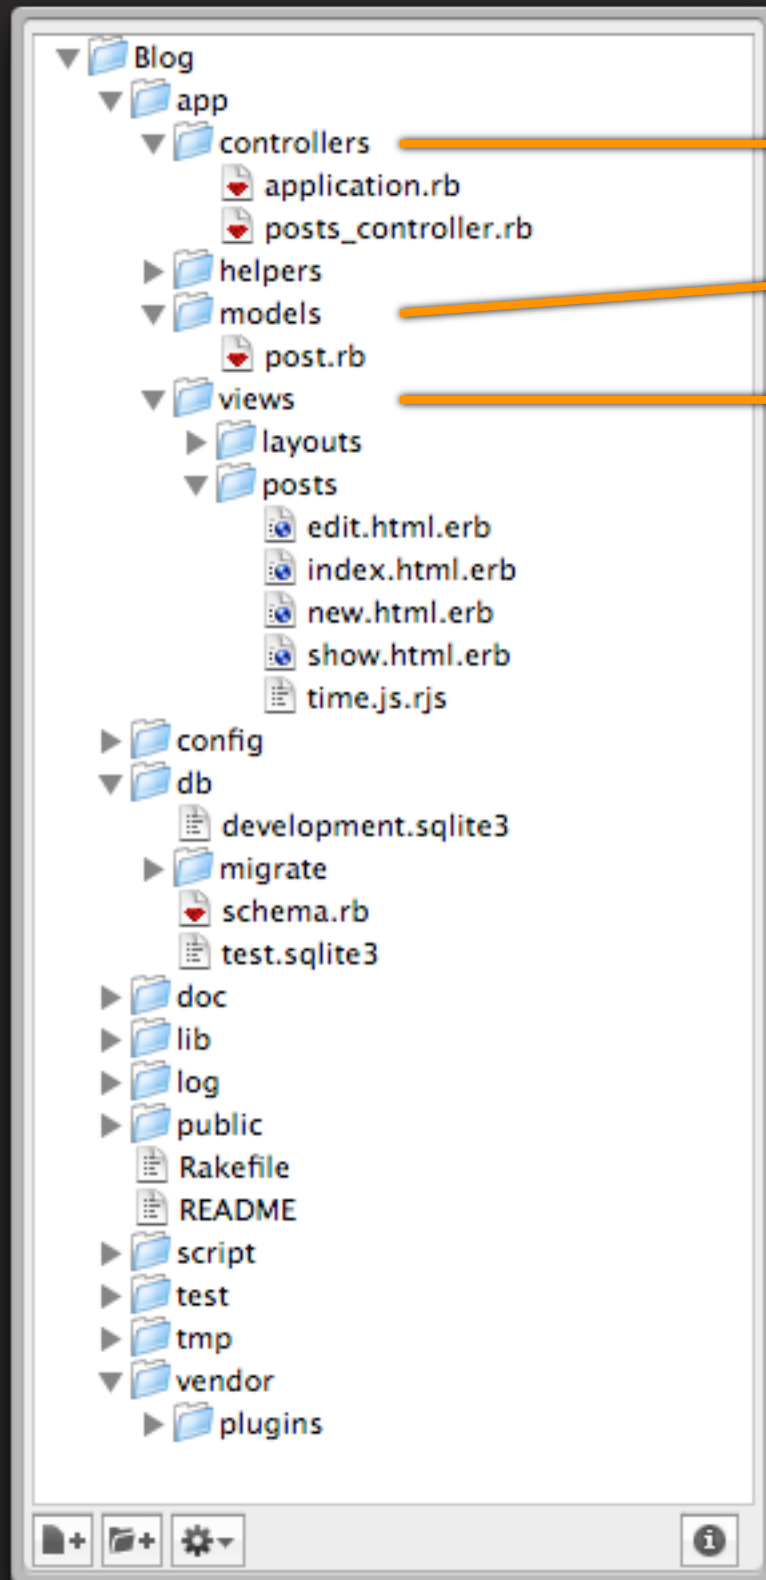 Blog
app
controllers
application.rb
posts_controller.rb
helpers
models
post.rb
views
layouts
posts
edit.html.erb
index.html.erb
new.html.erb
show.html.erb
time.js.rjs
config
db
development.sqlite3
migrate
schema.rb
test.sqlite3
doc
lib
log
public
Rakefile
README
script
test
tmp
vendor
plugins